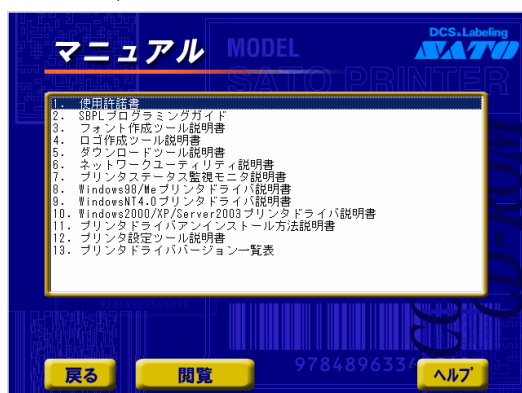 DCS&Labeling
SATO
マニュアル
MODEL
SATO PRINTER
1. 使用許諾書
2. SBPLプログラミングガイド
3. フォント作成ツール説明書
4. ロゴ作成ツール説明書
5. ダウンロードツール説明書
6. ネットワークユーティリティ説明書
7. プリンタステータス監視モニタ説明書
8. Windows98/Meプリンタドライバ説明書
9. WindowsNT4.0プリンタドライバ説明書
10. Windows2000/XP/Server2003プリンタドライバ説明書
11. プリンタドライバアンインストール方法説明書
12. プリンタ設定ツール説明書
13. プリンタドライババージョン一覧表
CD-ROM
戻る
閲覧
ヘルプ